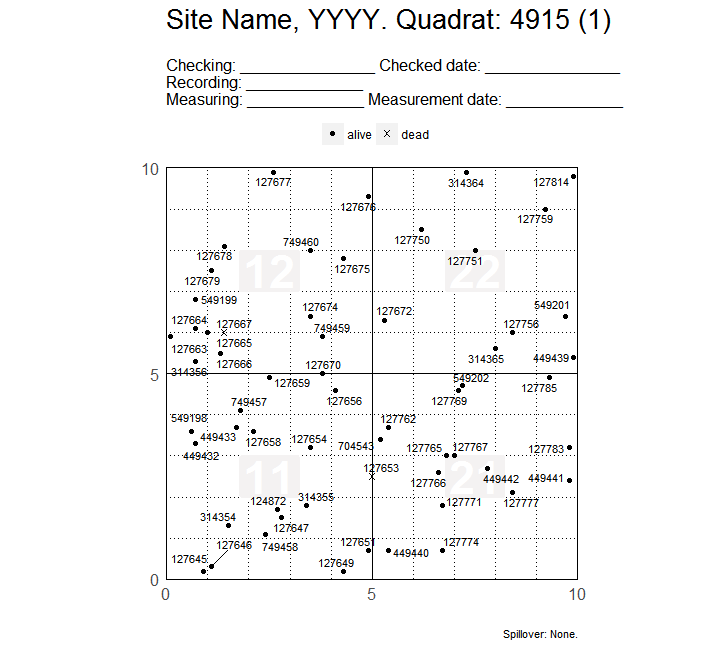 Site Name, YYYY. Quadrat: 4915 (1)
Checking: ________________ Checked date: ________________
Recording: ______________
Measuring: ______________ Measurement date: ______________
alive dead
10
127677 314364 127814
127676 127759
127750
749460
127678 127751
127675
12 22
127679
549199
127674 127672 549201
127664 127667 127756
749459
127665
127663 314365 449439
127666
314356 127670
5 549202
127659 127785
127656 127769
749457
549198 127762
449433 127658 127654 704543 127765 127767 127783
449432
127653
11 21
127766 449442 449441
124872 314355 127771 127777
314354
127647
127646 749458 127651 127774
127645 127649 449440
0
0 5 10
Spillover: None.